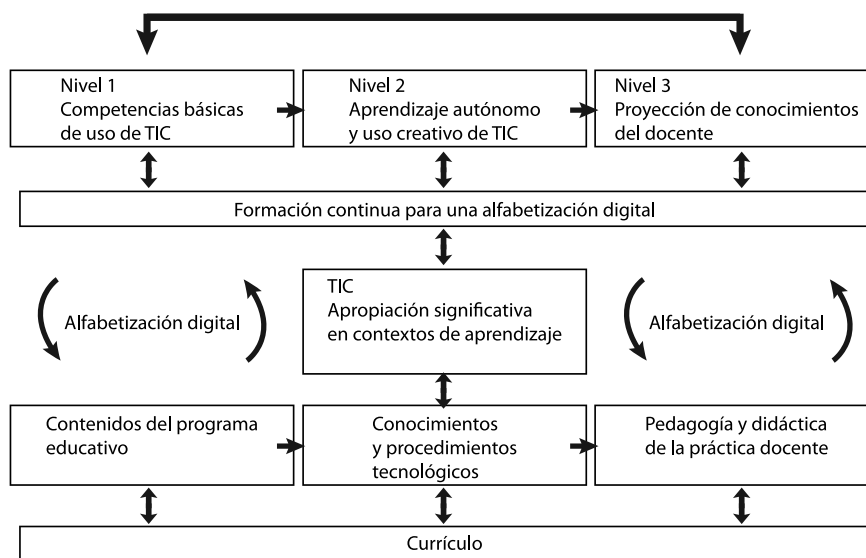 Nivel 1
Competencias básicas
de uso de TIC
Nivel 2
Aprendizaje autónomo
y uso creativo de TIC
Nivel 3
Proyección de conocimientos
del docente
Formación continua para una alfabetización digital
Alfabetización digital
TIC
Apropiación significativa
en contextos de aprendizaje
Alfabetización digital
Contenidos del programa
educativo
Conocimientos
y procedimientos
tecnológicos
Pedagogía y didáctica
de la práctica docente
Currículo